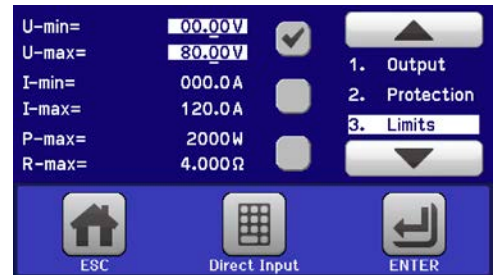 U-min= 00.00V
U-max= 80.00V
I-min= 000.0A
I-max= 120.0A
P-max= 2000W
R-max= 4.000Ω
1. Output
2. Protection
3. Limits
ESC
Direct Input
ENTER